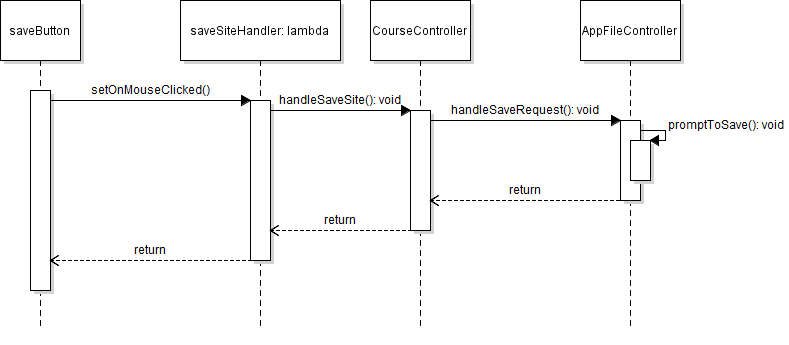 saveButton
saveSiteHandler: lambda
CourseController
AppFileController
setOnMouseClicked()
handleSaveSite(): void
handleSaveRequest(): void
promptToSave(): void
return
return
return